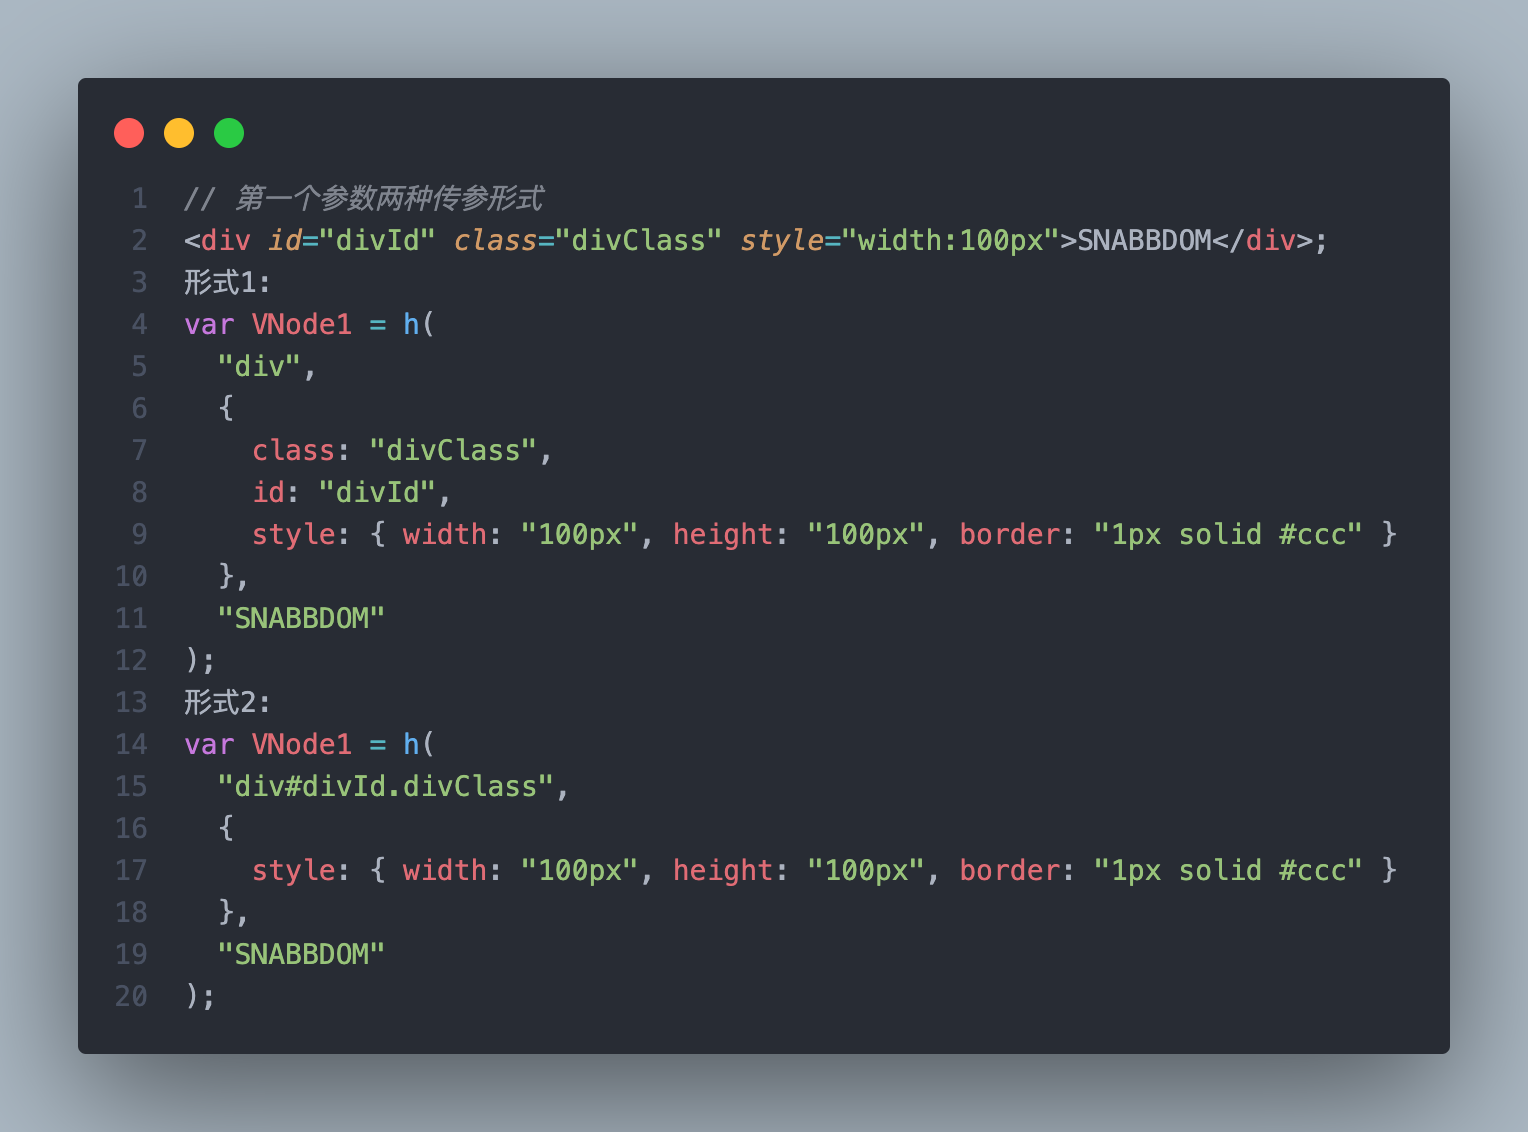 1 // 第一个参数两种传参形式
2 <div id="divId" class="divClass" style="width:100px">SNABBDOM</div>;
3 形式1:
4 var VNode1 = h(
5   "div",
6   {
7     class: "divClass",
8     id: "divId",
9     style: { width: "100px", height: "100px", border: "1px solid #ccc" }
10   },
11   "SNABBDOM"
12 );
13 形式2:
14 var VNode1 = h(
15   "div#divId.divClass",
16   {
17     style: { width: "100px", height: "100px", border: "1px solid #ccc" }
18   },
19   "SNABBDOM"
20 );